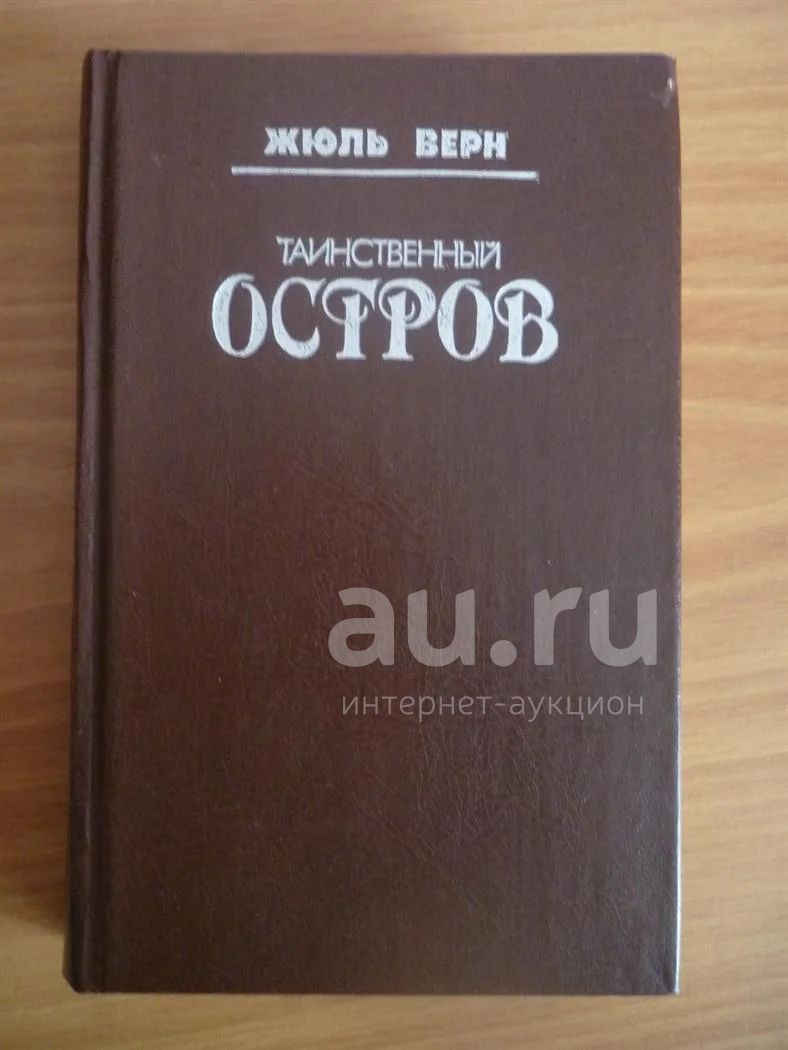 ЖЮЛЬ ВЕРН
ТАИНСТВЕННЫЙ
ОСТРОВ
au.ru
интернет-аукцион